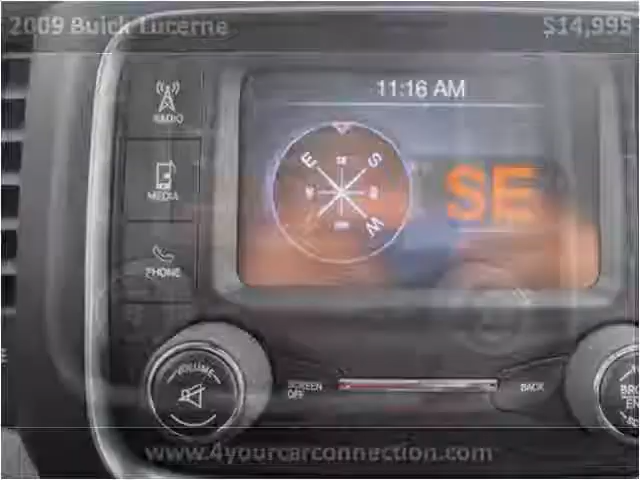 2009 Buick Lucerne $14,995
11:16 AM
RADIO
MEDIA
PHONE
E S
SE
W
SE
VOLUME
SCREEN OFF
BACK
www.4yourcarconnection.com